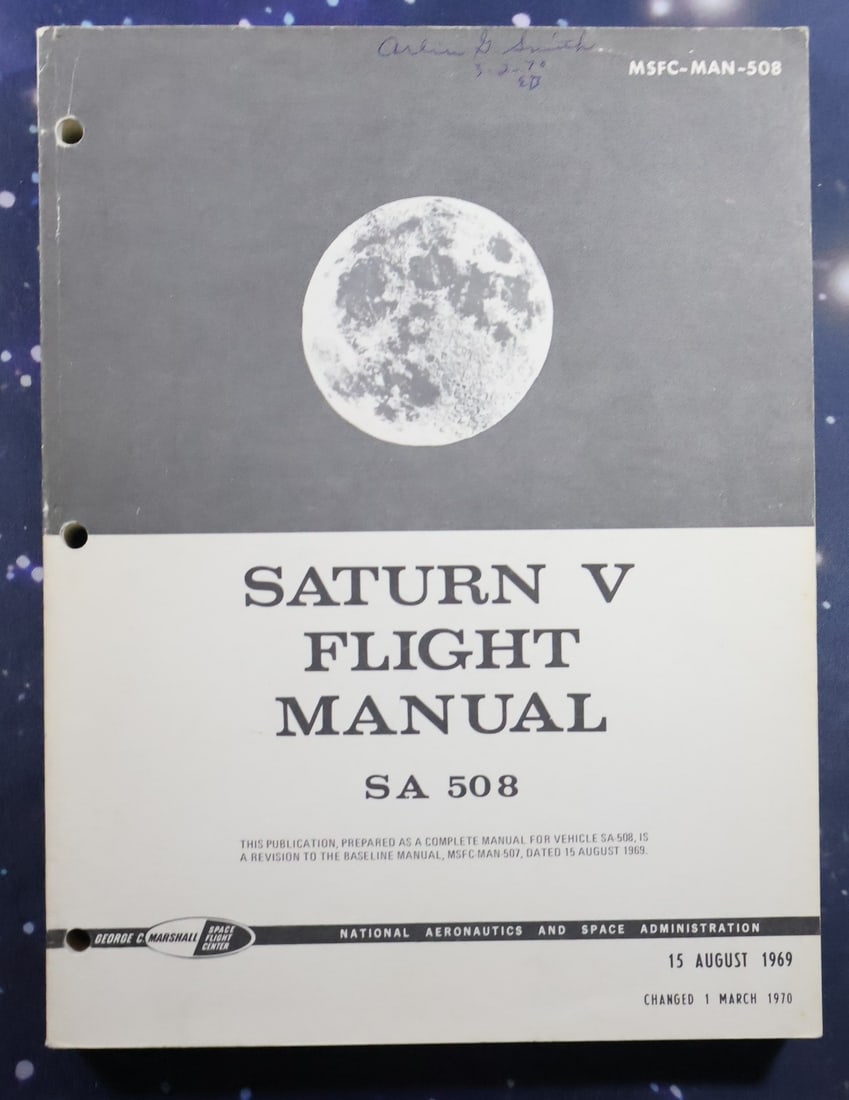 Arlin G Smith
3-2-70
MSFC-MAN-508
SATURN V
FLIGHT
MANUAL
SA 508
THIS PUBLICATION, PREPARED AS A COMPLETE MANUAL FOR VEHICLE SA-508, IS
A REVISION TO THE BASELINE MANUAL, MSFC-MAN-507, DATED 15 AUGUST 1969.
GEORGE C. MARSHALL SPACE FLIGHT CENTER
NATIONAL AERONAUTICS AND SPACE ADMINISTRATION
15 AUGUST 1969
CHANGED 1 MARCH 1970